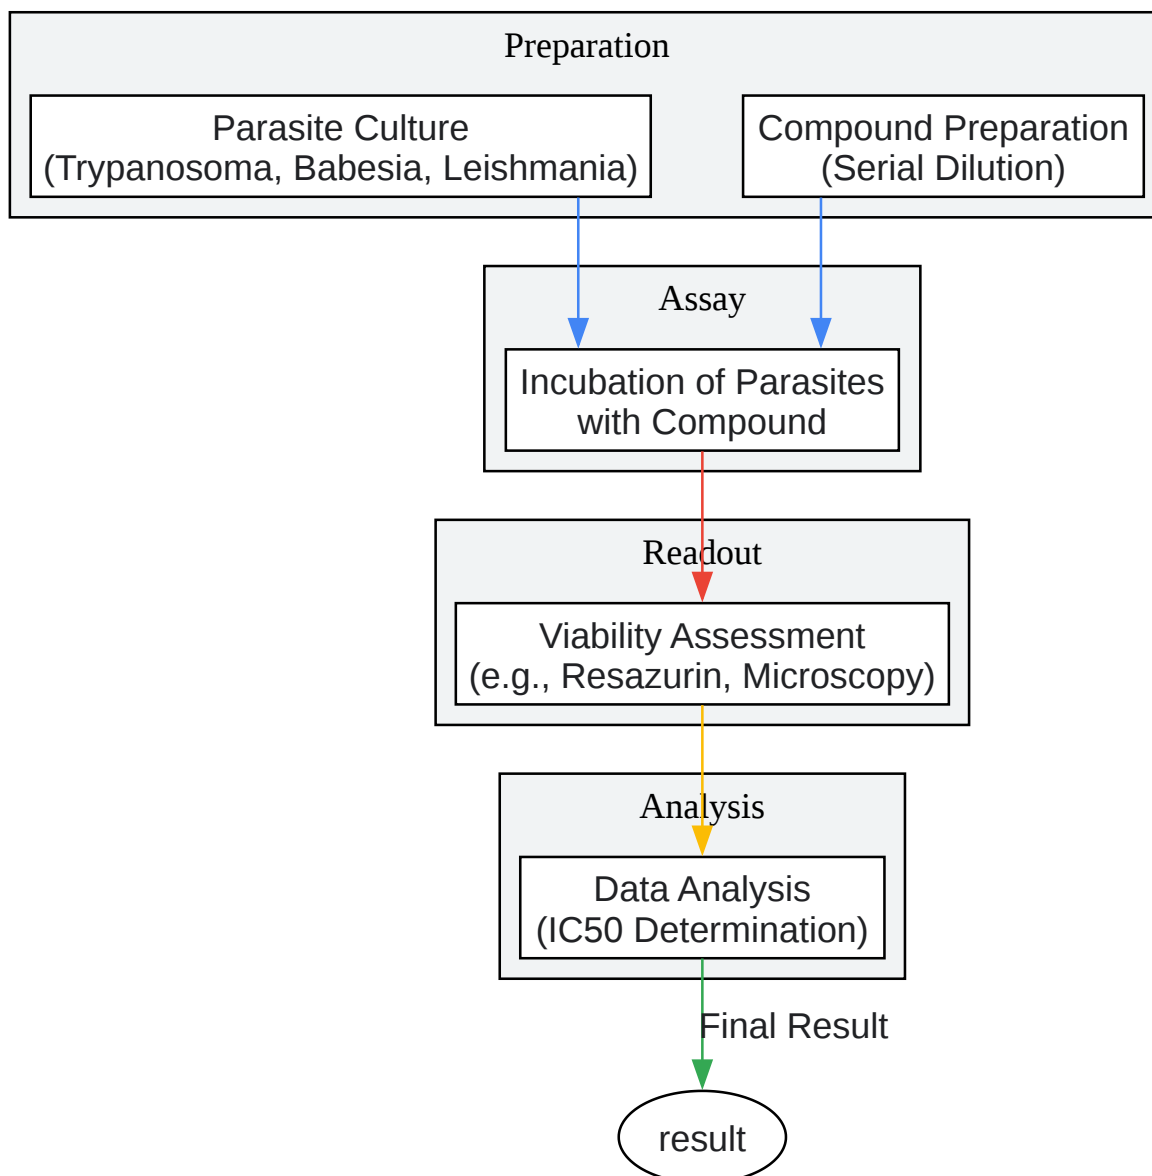 Preparation
Parasite Culture
(Trypanosoma, Babesia, Leishmania)
Compound Preparation
(Serial Dilution)
Assay
Incubation of Parasites
with Compound
Readout
Viability Assessment
(e.g., Resazurin, Microscopy)
Analysis
Data Analysis
(IC50 Determination)
Final Result
result